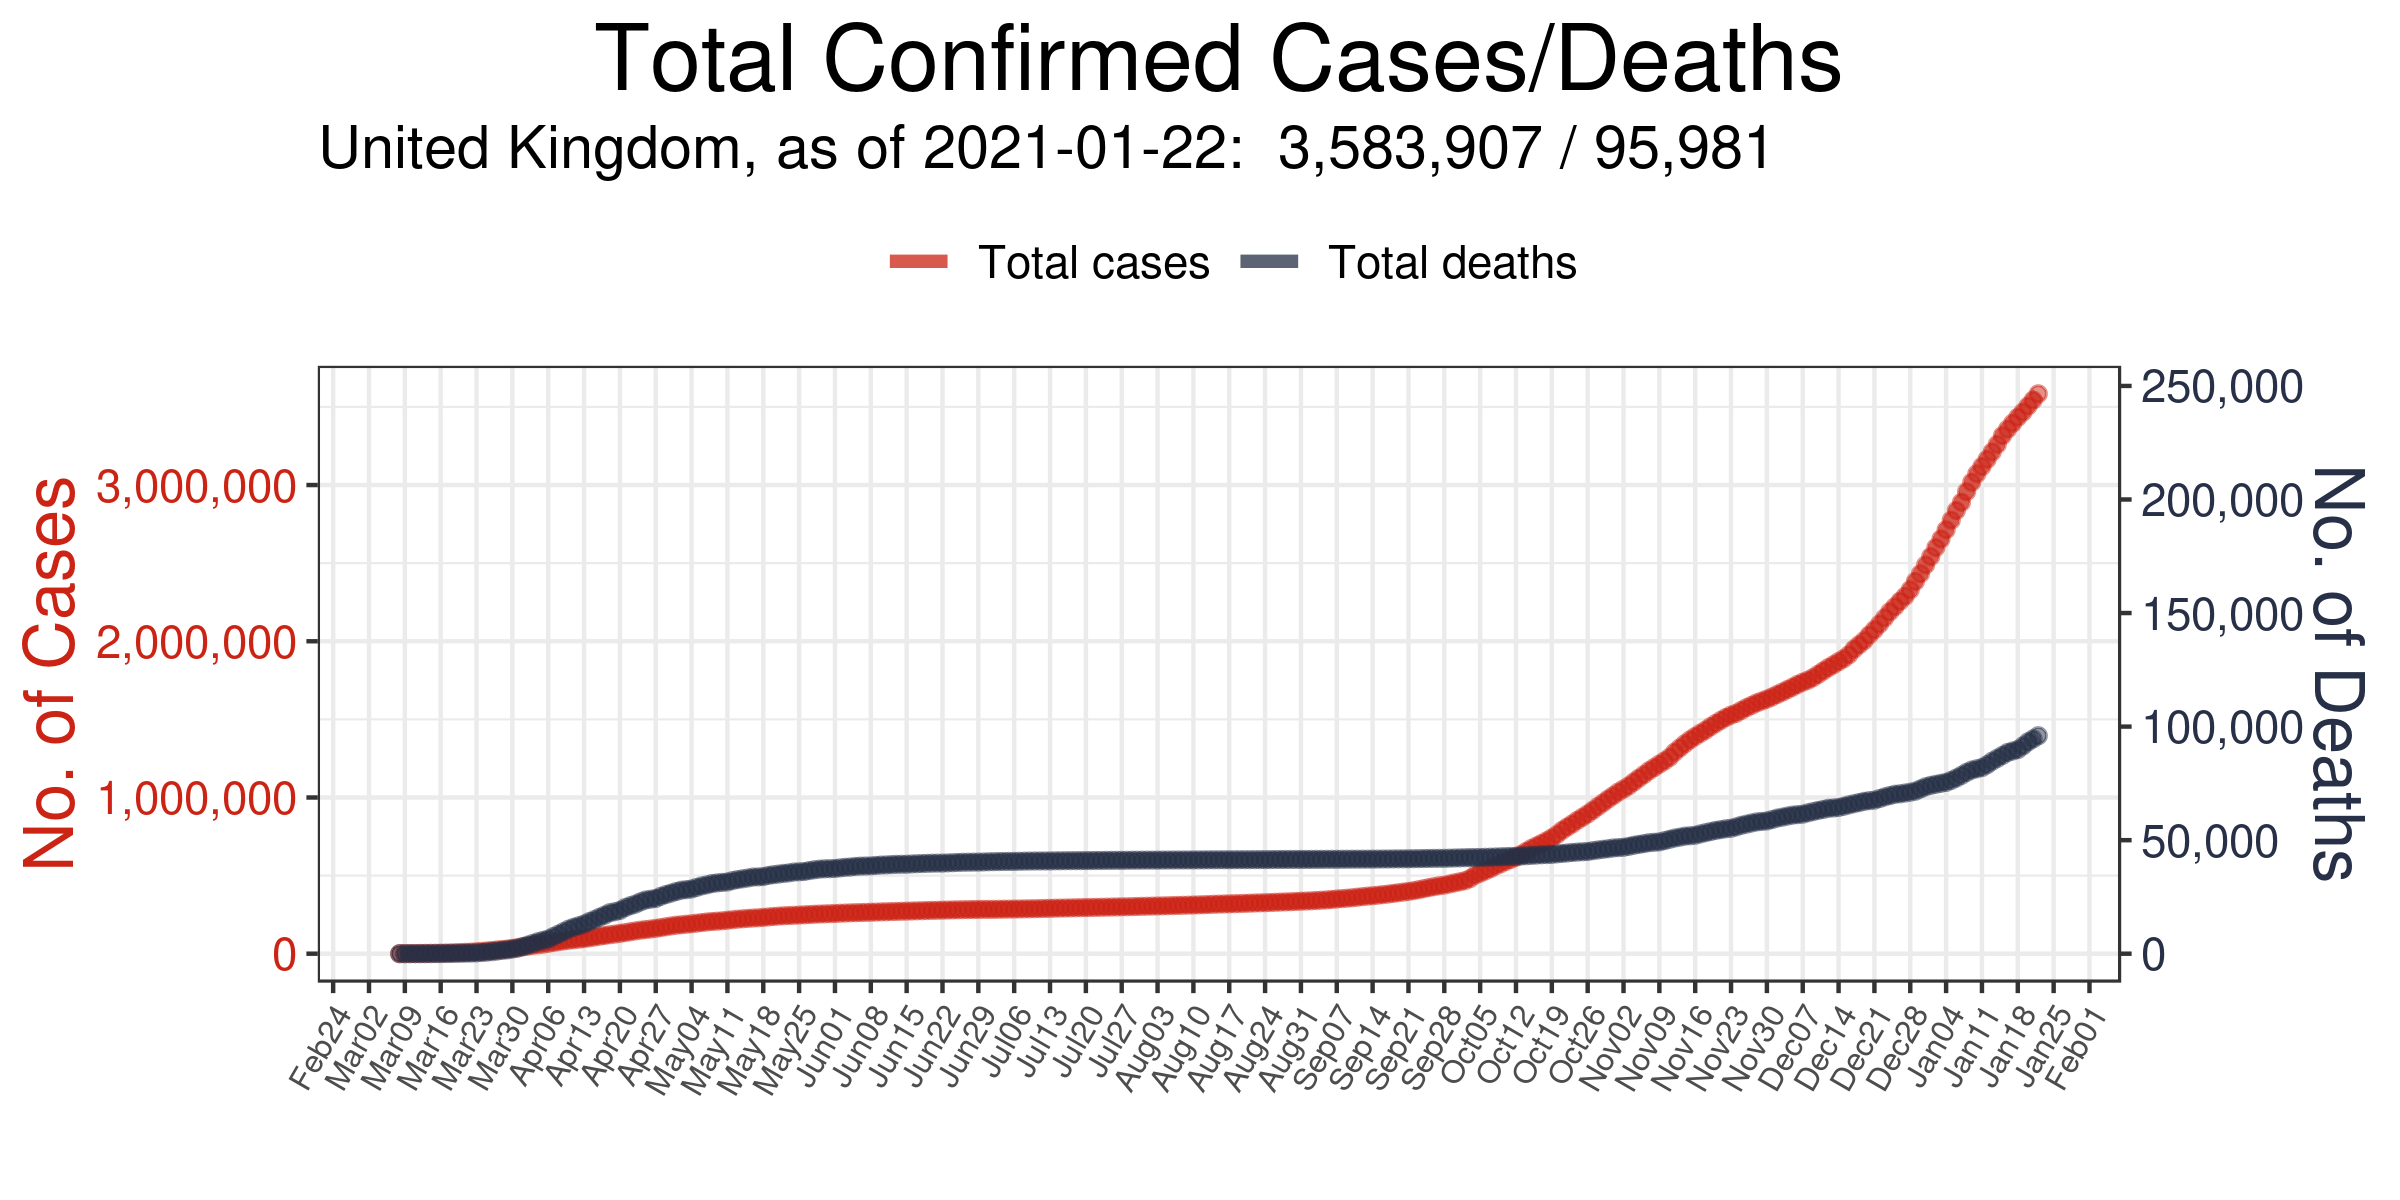 Total Confirmed Cases/Deaths
United Kingdom, as of 2021-01-22:  3,583,907 / 95,981
Total cases
Total deaths
No. of Cases
3,000,000
2,000,000
1,000,000
0
250,000
200,000
150,000
100,000
50,000
0
No. of Deaths
Feb24
Mar02
Mar09
Mar16
Mar23
Mar30
Apr06
Apr13
Apr20
Apr27
May04
May11
May18
May25
Jun01
Jun08
Jun15
Jun22
Jun29
Jul06
Jul13
Jul20
Jul27
Aug03
Aug10
Aug17
Aug24
Aug31
Sep07
Sep14
Sep21
Sep28
Oct05
Oct12
Oct19
Oct26
Nov02
Nov09
Nov16
Nov23
Nov30
Dec07
Dec14
Dec21
Dec28
Jan04
Jan11
Jan18
Jan25
Feb01